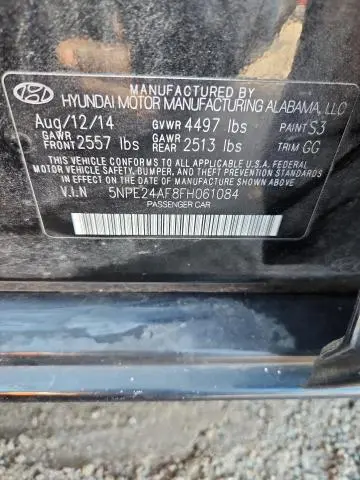 MANUFACTURED BY
HYUNDAI MOTOR MANUFACTURING ALABAMA, LLC
Aug/12/14 GVWR 4497 lbs PAINT S3
GAWR FRONT 2557 lbs GAWR REAR 2513 lbs TRIM GG
THIS VEHICLE CONFORMS TO ALL APPLICABLE U.S.A. FEDERAL
MOTOR VEHICLE SAFETY, BUMPER, AND THEFT PREVENTION STANDARDS
IN EFFECT ON THE DATE OF MANUFACTURE SHOWN ABOVE.
V.I.N 5NPE24AF8FH061084
PASSENGER CAR